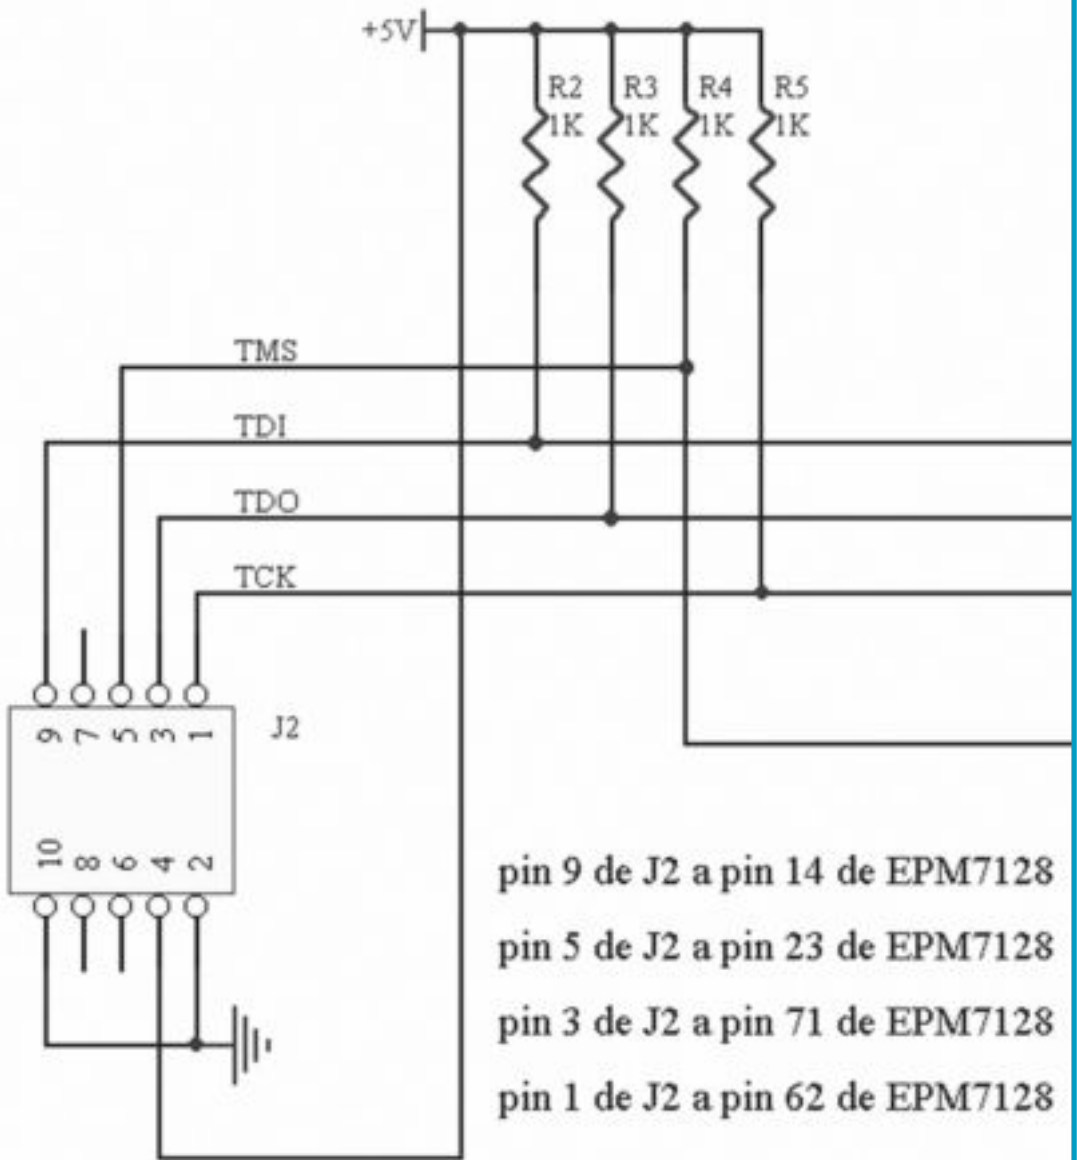 +5V
R2 R3 R4 R5
1K 1K 1K 1K
TMS
TDI
TDO
TCK
J2
9 7 5 3 1
10 8 6 4 2
pin 9 de J2 a pin 14 de EPM7128
pin 5 de J2 a pin 23 de EPM7128
pin 3 de J2 a pin 71 de EPM7128
pin 1 de J2 a pin 62 de EPM7128